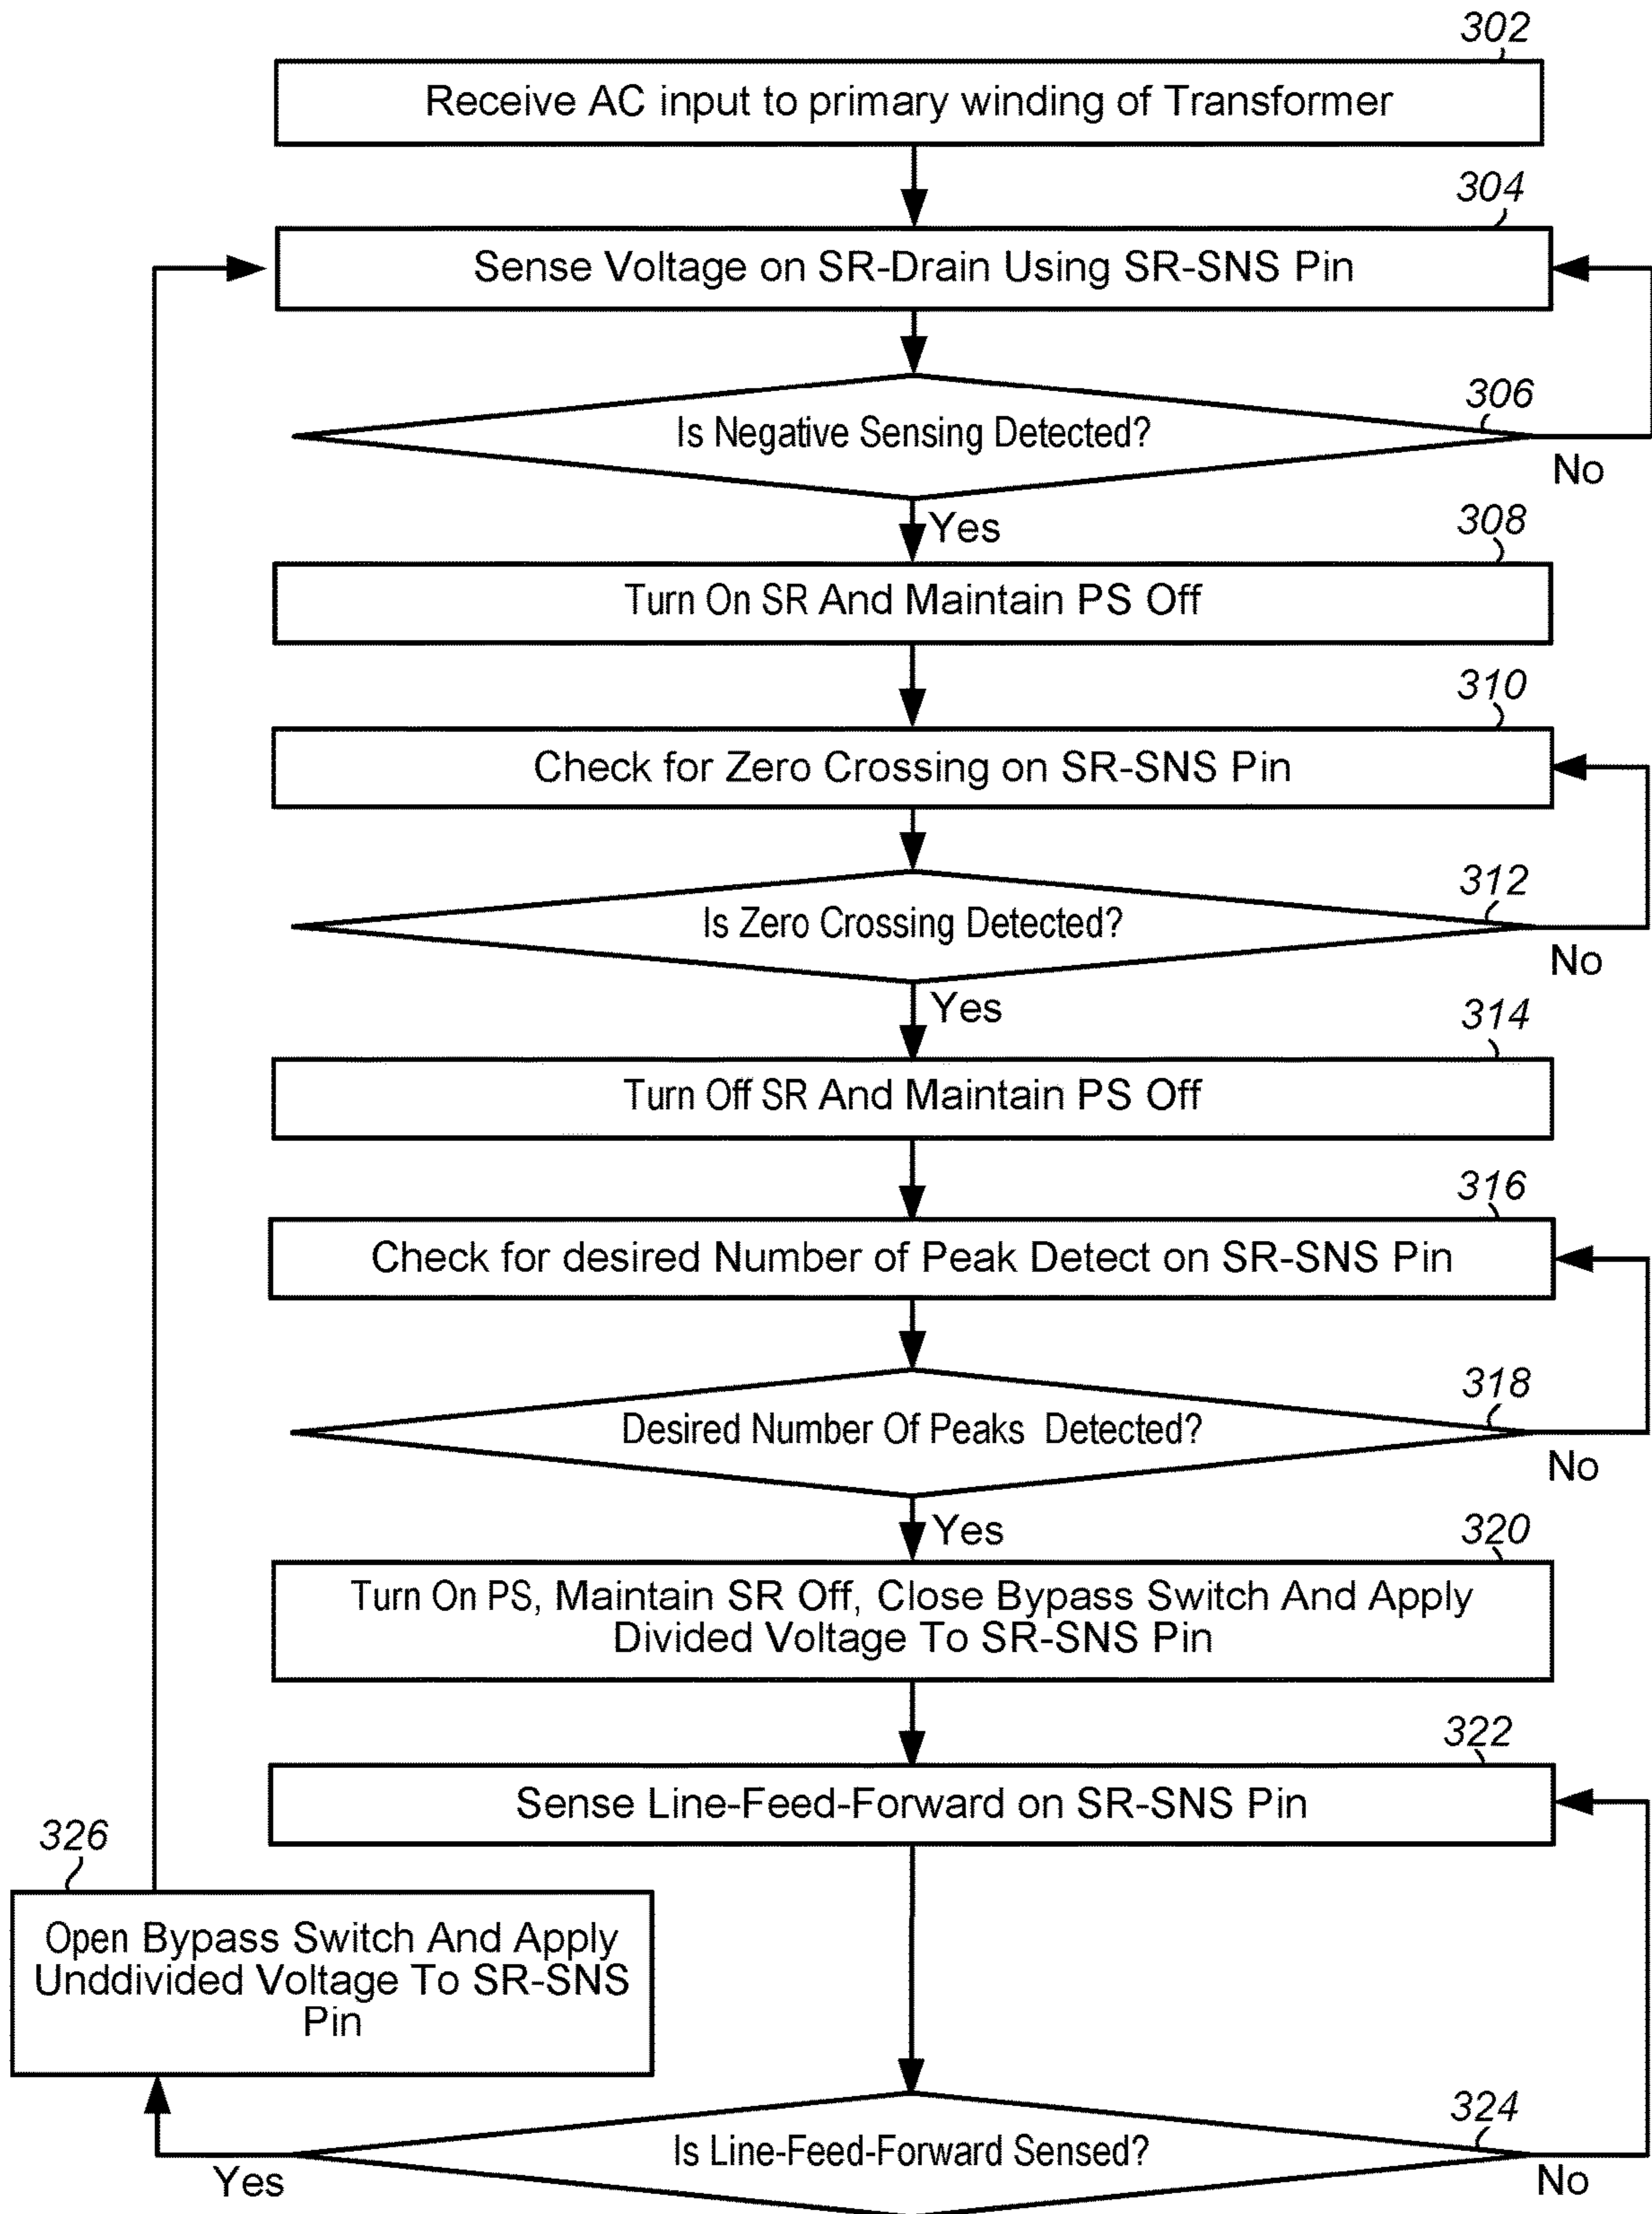 302
Receive AC input to primary winding of Transformer
304
Sense Voltage on SR-Drain Using SR-SNS Pin
306
Is Negative Sensing Detected?
No
Yes
308
Turn On SR And Maintain PS Off
310
Check for Zero Crossing on SR-SNS Pin
312
Is Zero Crossing Detected?
No
Yes
314
Turn Off SR And Maintain PS Off
316
Check for desired Number of Peak Detect on SR-SNS Pin
318
Desired Number Of Peaks Detected?
No
Yes
320
Turn On PS, Maintain SR Off, Close Bypass Switch And Apply
Divided Voltage To SR-SNS Pin
322
Sense Line-Feed-Forward on SR-SNS Pin
326
Open Bypass Switch And Apply
Unddivided Voltage To SR-SNS
Pin
324
Is Line-Feed-Forward Sensed?
Yes
No